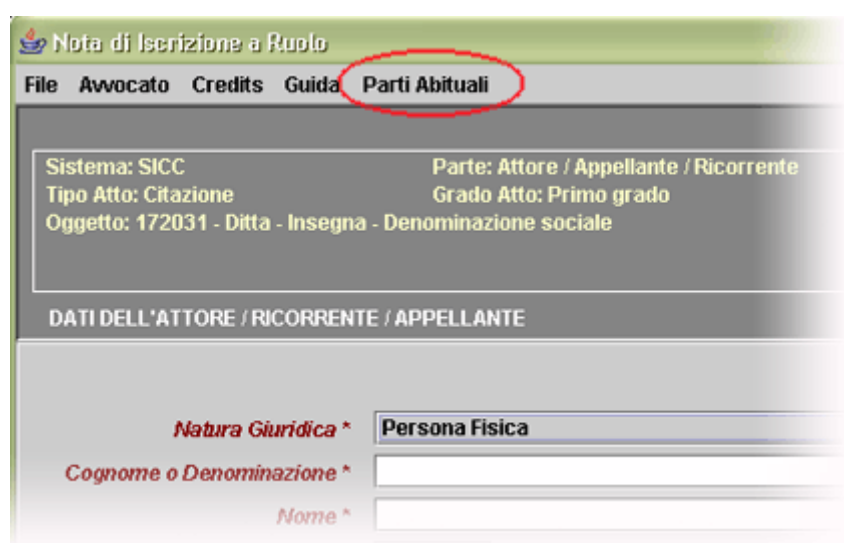 Nota di Iscrizione a Ruolo
File Avvocato Credits Guida Parti Abituali
Sistema: SICC Parte: Attore / Appellante / Ricorrente
Tipo Atto: Citazione Grado Atto: Primo grado
Oggetto: 172031 - Ditta - Insegna - Denominazione sociale
DATI DELL'ATTORE / RICORRENTE / APPELLANTE
Natura Giuridica * Persona Fisica
Cognome o Denominazione *
Nome *